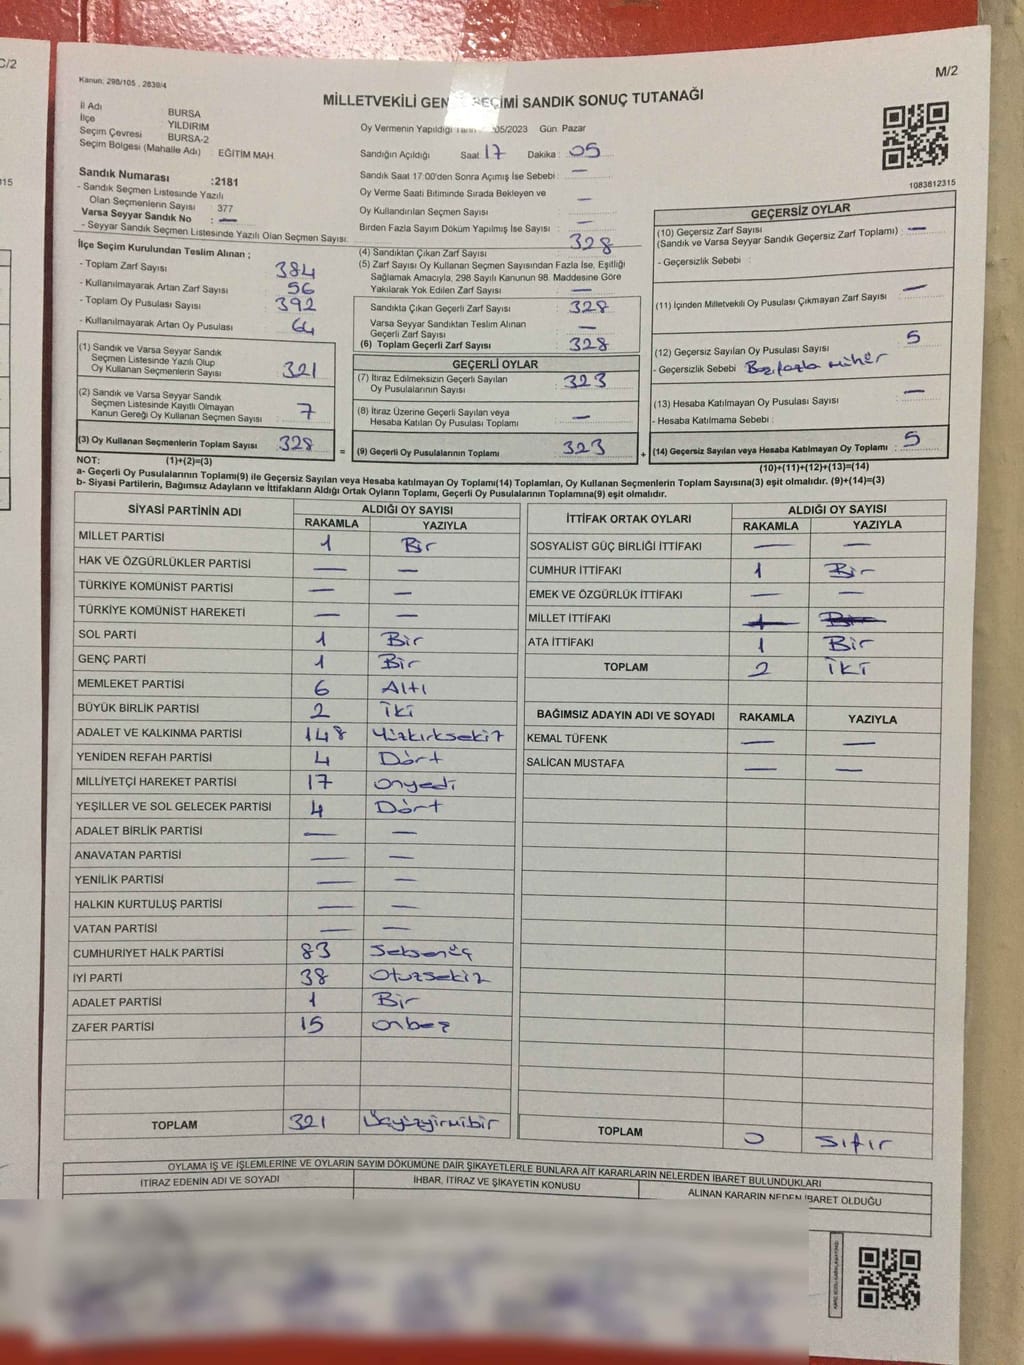 C/2
M/2
Kanun: 298/105 , 2839/4
MİLLETVEKİLİ GEN SEÇİMİ SANDIK SONUÇ TUTANAĞI
İl Adı BURSA
İlçe YILDIRIM
Seçim Çevresi BURSA-2
Seçim Bölgesi (Mahalle Adı) : EĞİTİM MAH
Sandık Numarası :2181
- Sandık Seçmen Listesinde Yazılı
Olan Seçmenlerin Sayısı : 377
Varsa Seyyar Sandık No : —
- Seyyar Sandık Seçmen Listesinde Yazılı Olan Seçmen Sayısı:
Oy Vermenin Yapıldığı /05/2023 Gün Pazar
Sandığın Açıldığı Saat 17 Dakika : 05
Sandık Saat 17:00'den Sonra Açımış İse Sebebi : —
Oy Verme Saati Bitiminde Sırada Bekleyen ve
Oy Kullandırılan Seçmen Sayısı —
Birden Fazla Sayım Döküm Yapılmış İse Sayısı : —
1083812315
315
İlçe Seçim Kurulundan Teslim Alınan ;
- Toplam Zarf Sayısı : 384
- Kullanılmayarak Artan Zarf Sayısı : 56
- Toplam Oy Pusulası Sayısı : 392
- Kullanılmayarak Artan Oy Pusulası : 64
(1) Sandık ve Varsa Seyyar Sandık
Seçmen Listesinde Yazılı Olup
Oy Kullanan Seçmenlerin Sayısı : 321
(2) Sandık ve Varsa Seyyar Sandık
Seçmen Listesinde Kayıtlı Olmayan
Kanun Gereği Oy Kullanan Seçmen Sayısı : 7
(3) Oy Kullanan Seçmenlerin Toplam Sayısı : 328 =
(4) Sandıktan Çıkan Zarf Sayısı : 328
(5) Zarf Sayısı Oy Kullanan Seçmen Sayısından Fazla İse, Eşitliği
Sağlamak Amacıyla, 298 Sayılı Kanunun 98. Maddesine Göre
Yakılarak Yok Edilen Zarf Sayısı : —
Sandıkta Çıkan Geçerli Zarf Sayısı : 328
Varsa Seyyar Sandıktan Teslim Alınan
Geçerli Zarf Sayısı : —
(6) Toplam Geçerli Zarf Sayısı : 328
GEÇERLİ OYLAR
(7) İtiraz Edilmeksizin Geçerli Sayılan
Oy Pusulalarının Sayısı : 323
(8) İtiraz Üzerine Geçerli Sayılan veya
Hesaba Katılan Oy Pusulası Toplamı : —
(9) Geçerli Oy Pusulalarının Toplamı : 323 +
GEÇERSİZ OYLAR
(10) Geçersiz Zarf Sayısı
(Sandık ve Varsa Seyyar Sandık Geçersiz Zarf Toplamı) : —
- Geçersizlik Sebebi :
(11) İçinden Milletvekili Oy Pusulası Çıkmayan Zarf Sayısı : —
(12) Geçersiz Sayılan Oy Pusulası Sayısı : 5
- Geçersizlik Sebebi : Mühür
(13) Hesaba Katılmayan Oy Pusulası Sayısı : —
- Hesaba Katılmama Sebebi :
(14) Geçersiz Sayılan veya Hesaba Katılmayan Oy Toplamı : 5
NOT: (1)+(2)=(3)
(10)+(11)+(12)+(13)=(14)
a- Geçerli Oy Pusulalarının Toplamı(9) ile Geçersiz Sayılan veya Hesaba katılmayan Oy Toplamı(14) Toplamları, Oy Kullanan Seçmenlerin Toplam Sayısına(3) eşit olmalıdır. (9)+(14)=(3)
b- Siyasi Partilerin, Bağımsız Adayların ve İttifakların Aldığı Ortak Oyların Toplamı, Geçerli Oy Pusulalarının Toplamına(9) eşit olmalıdır.
SİYASİ PARTİNİN ADI ALDIĞI OY SAYISI
RAKAMLA YAZIYLA
MİLLET PARTİSİ 1 Bir
HAK VE ÖZGÜRLÜKLER PARTİSİ — —
TÜRKİYE KOMÜNİST PARTİSİ — —
TÜRKİYE KOMÜNİST HAREKETİ — —
SOL PARTİ 1 Bir
GENÇ PARTİ 1 Bir
MEMLEKET PARTİSİ 6 Altı
BÜYÜK BİRLİK PARTİSİ 2 İki
ADALET VE KALKINMA PARTİSİ 148 Yüzkırksekiz
YENİDEN REFAH PARTİSİ 4 Dört
MİLLİYETÇİ HAREKET PARTİSİ 17 Onyedi
YEŞİLLER VE SOL GELECEK PARTİSİ 4 Dört
ADALET BİRLİK PARTİSİ — —
ANAVATAN PARTİSİ — —
YENİLİK PARTİSİ — —
HALKIN KURTULUŞ PARTİSİ — —
VATAN PARTİSİ — —
CUMHURİYET HALK PARTİSİ 83 Seksenüç
İYİ PARTİ 38 Otuzsekiz
ADALET PARTİSİ 1 Bir
ZAFER PARTİSİ 15 Onbeş
TOPLAM 321 Üçyüzyirmibir
İTTİFAK ORTAK OYLARI ALDIĞI OY SAYISI
RAKAMLA YAZIYLA
SOSYALİST GÜÇ BİRLİĞİ İTTİFAKI — —
CUMHUR İTTİFAKI 1 Bir
EMEK VE ÖZGÜRLÜK İTTİFAKI — —
MİLLET İTTİFAKI 1 Bir
ATA İTTİFAKI 1 Bir
TOPLAM 2 İKİ
BAĞIMSIZ ADAYIN ADI VE SOYADI RAKAMLA YAZIYLA
KEMAL TÜFENK — —
SALİCAN MUSTAFA — —
TOPLAM 0 Sıfır
OYLAMA İŞ VE İŞLEMLERİNE VE OYLARIN SAYIM DÖKÜMÜNE DAİR ŞİKAYETLERLE BUNLARA AİT KARARLARIN NELERDEN İBARET BULUNDUKLARI
İTİRAZ EDENİN ADI VE SOYADI İHBAR, İTİRAZ VE ŞİKAYETİN KONUSU ALINAN KARARIN NEDEN İBARET OLDUĞU